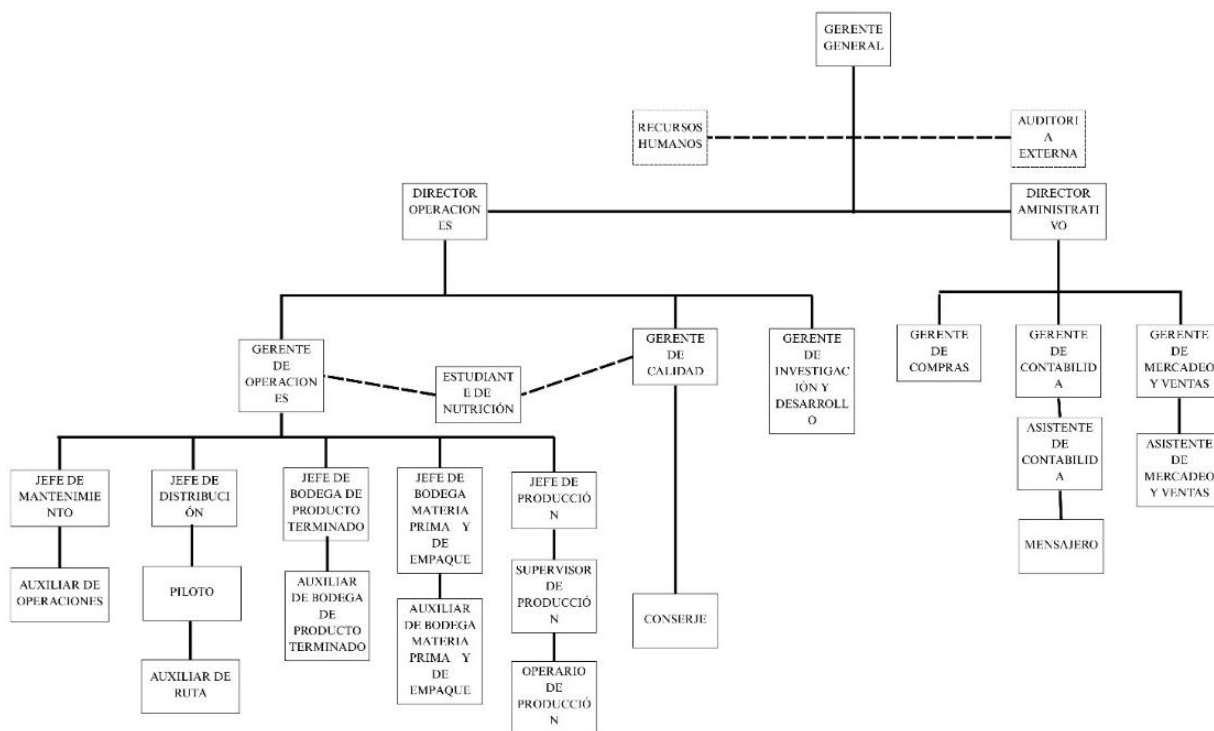 GERENTE
GENERAL
RECURSOS
HUMANOS
AUDITORI
A
EXTERNA
DIRECTOR
OPERACION
ES
DIRECTOR
AMINISTRATI
VO
GERENTE
DE
OPERACION
ES
ESTUDIANT
E DE
NUTRICIÓN
GERENTE
DE
CALIDAD
GERENTE
DE
INVESTIGAC
IÓN Y
DESARROLL
O
GERENTE
DE
COMPRAS
GERENTE
DE
CONTABILID
A
GERENTE
DE
MERCADEO
Y VENTAS
ASISTENTE
DE
CONTABILID
A
ASISTENTE
DE
MERCADEO
Y VENTAS
MENSAJERO
JEFE DE
MANTENIMIE
NTO
JEFE DE
DISTRIBUCI
ÓN
JEFE DE
BODEGA DE
PRODUCTO
TERMINADO
JEFE DE
BODEGA
MATERIA
PRIMA Y
DE
EMPAQUE
JEFE DE
PRODUCCIÓ
N
AUXILIAR DE
OPERACIONES
PILOTO
AUXILIAR
DE BODEGA
DE
PRODUCTO
TERMINADO
AUXILIAR
DE BODEGA
MATERIA
PRIMA Y
DE
EMPAQUE
SUPERVISOR
DE
PRODUCCIÓ
N
CONSERJE
AUXILIAR DE
RUTA
OPERARIO
DE
PRODUCCIÓ
N